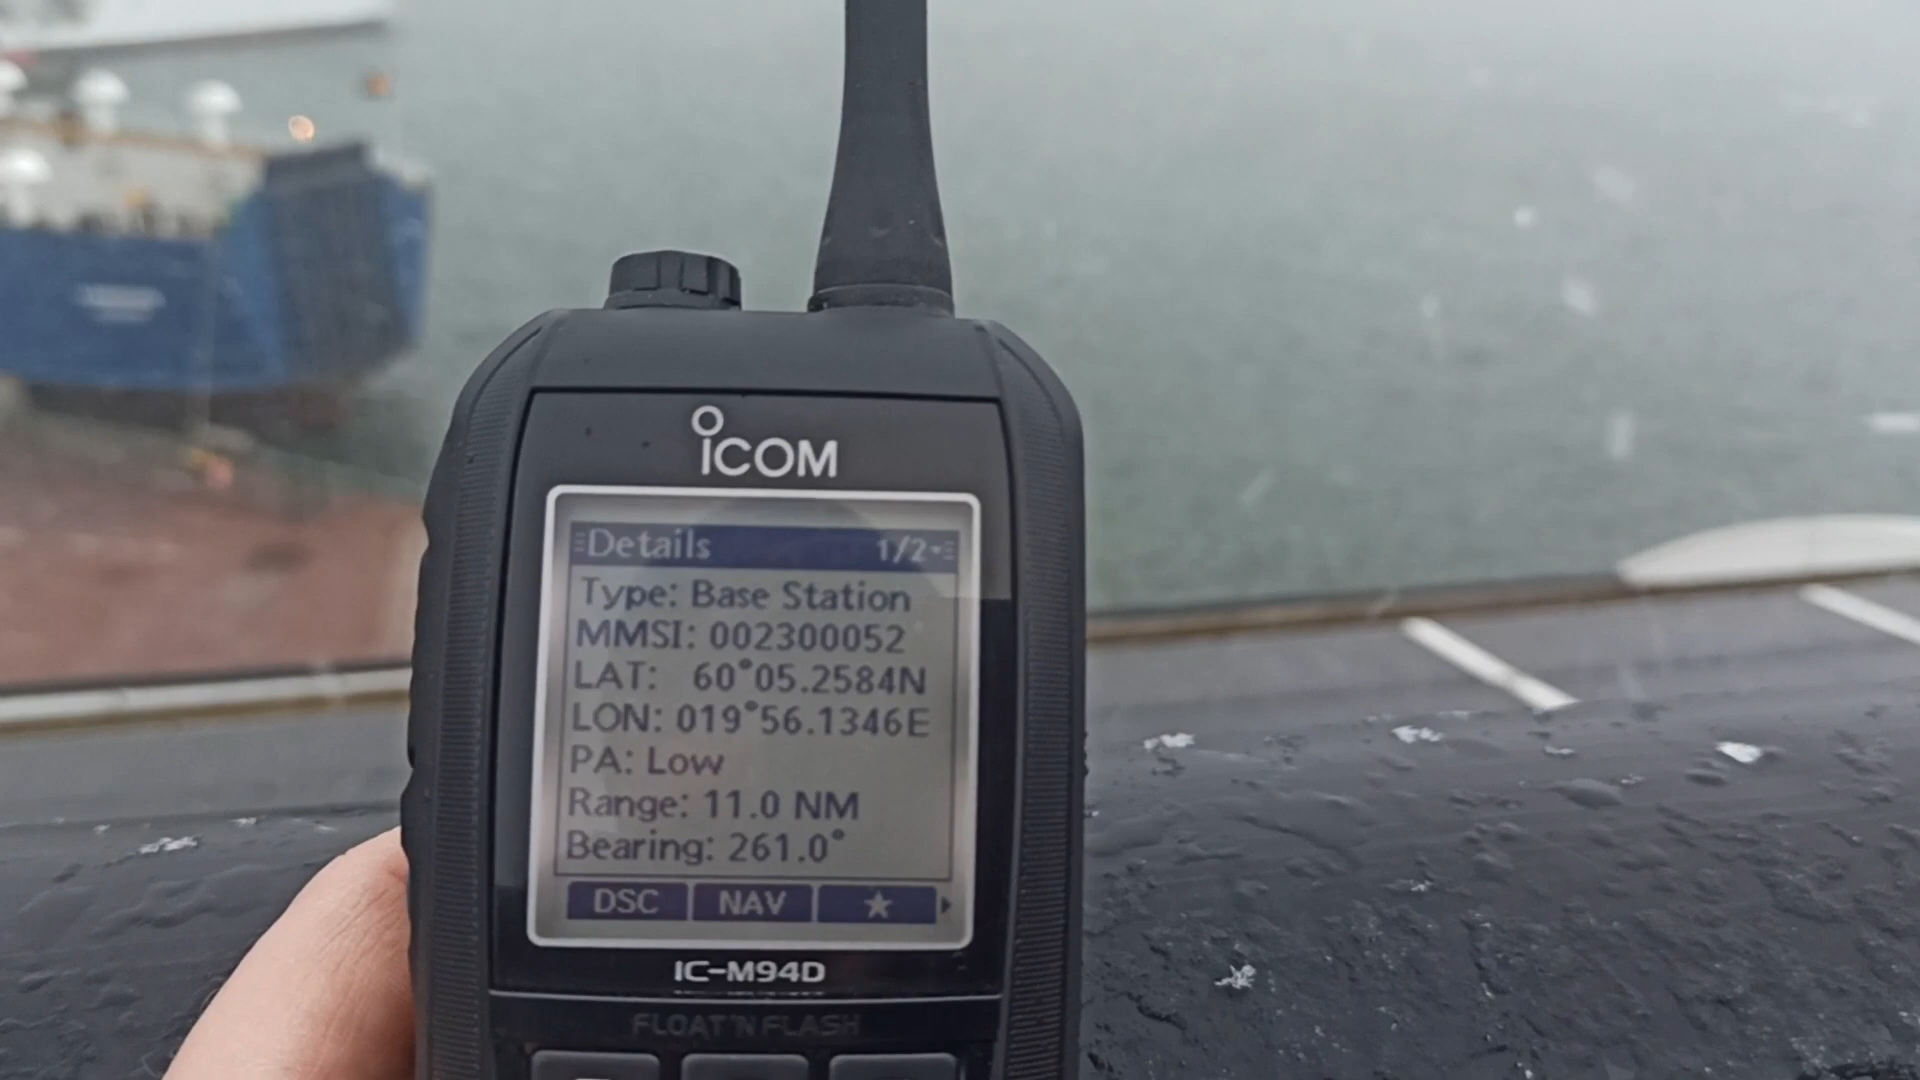 ICOM
Details 1/2
Type: Base Station
MMSI: 002300052
LAT: 60°05.2584N
LON: 019°56.1346E
PA: Low
Range: 11.0 NM
Bearing: 261.0°
DSC NAV ★
IC-M94D
FLOAT'N FLASH